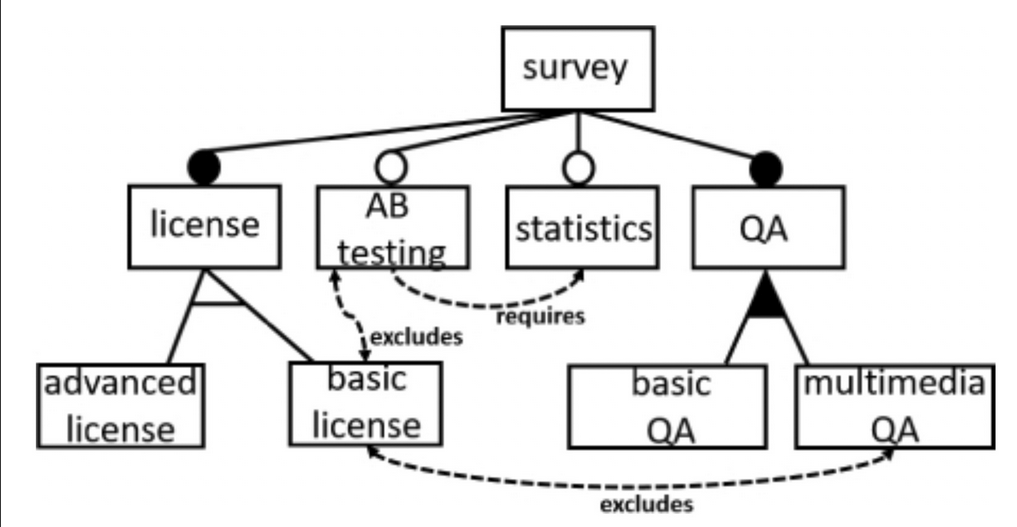 survey
license
AB
testing
statistics
QA
requires
excludes
advanced
license
basic
license
basic
QA
multimedia
QA
excludes